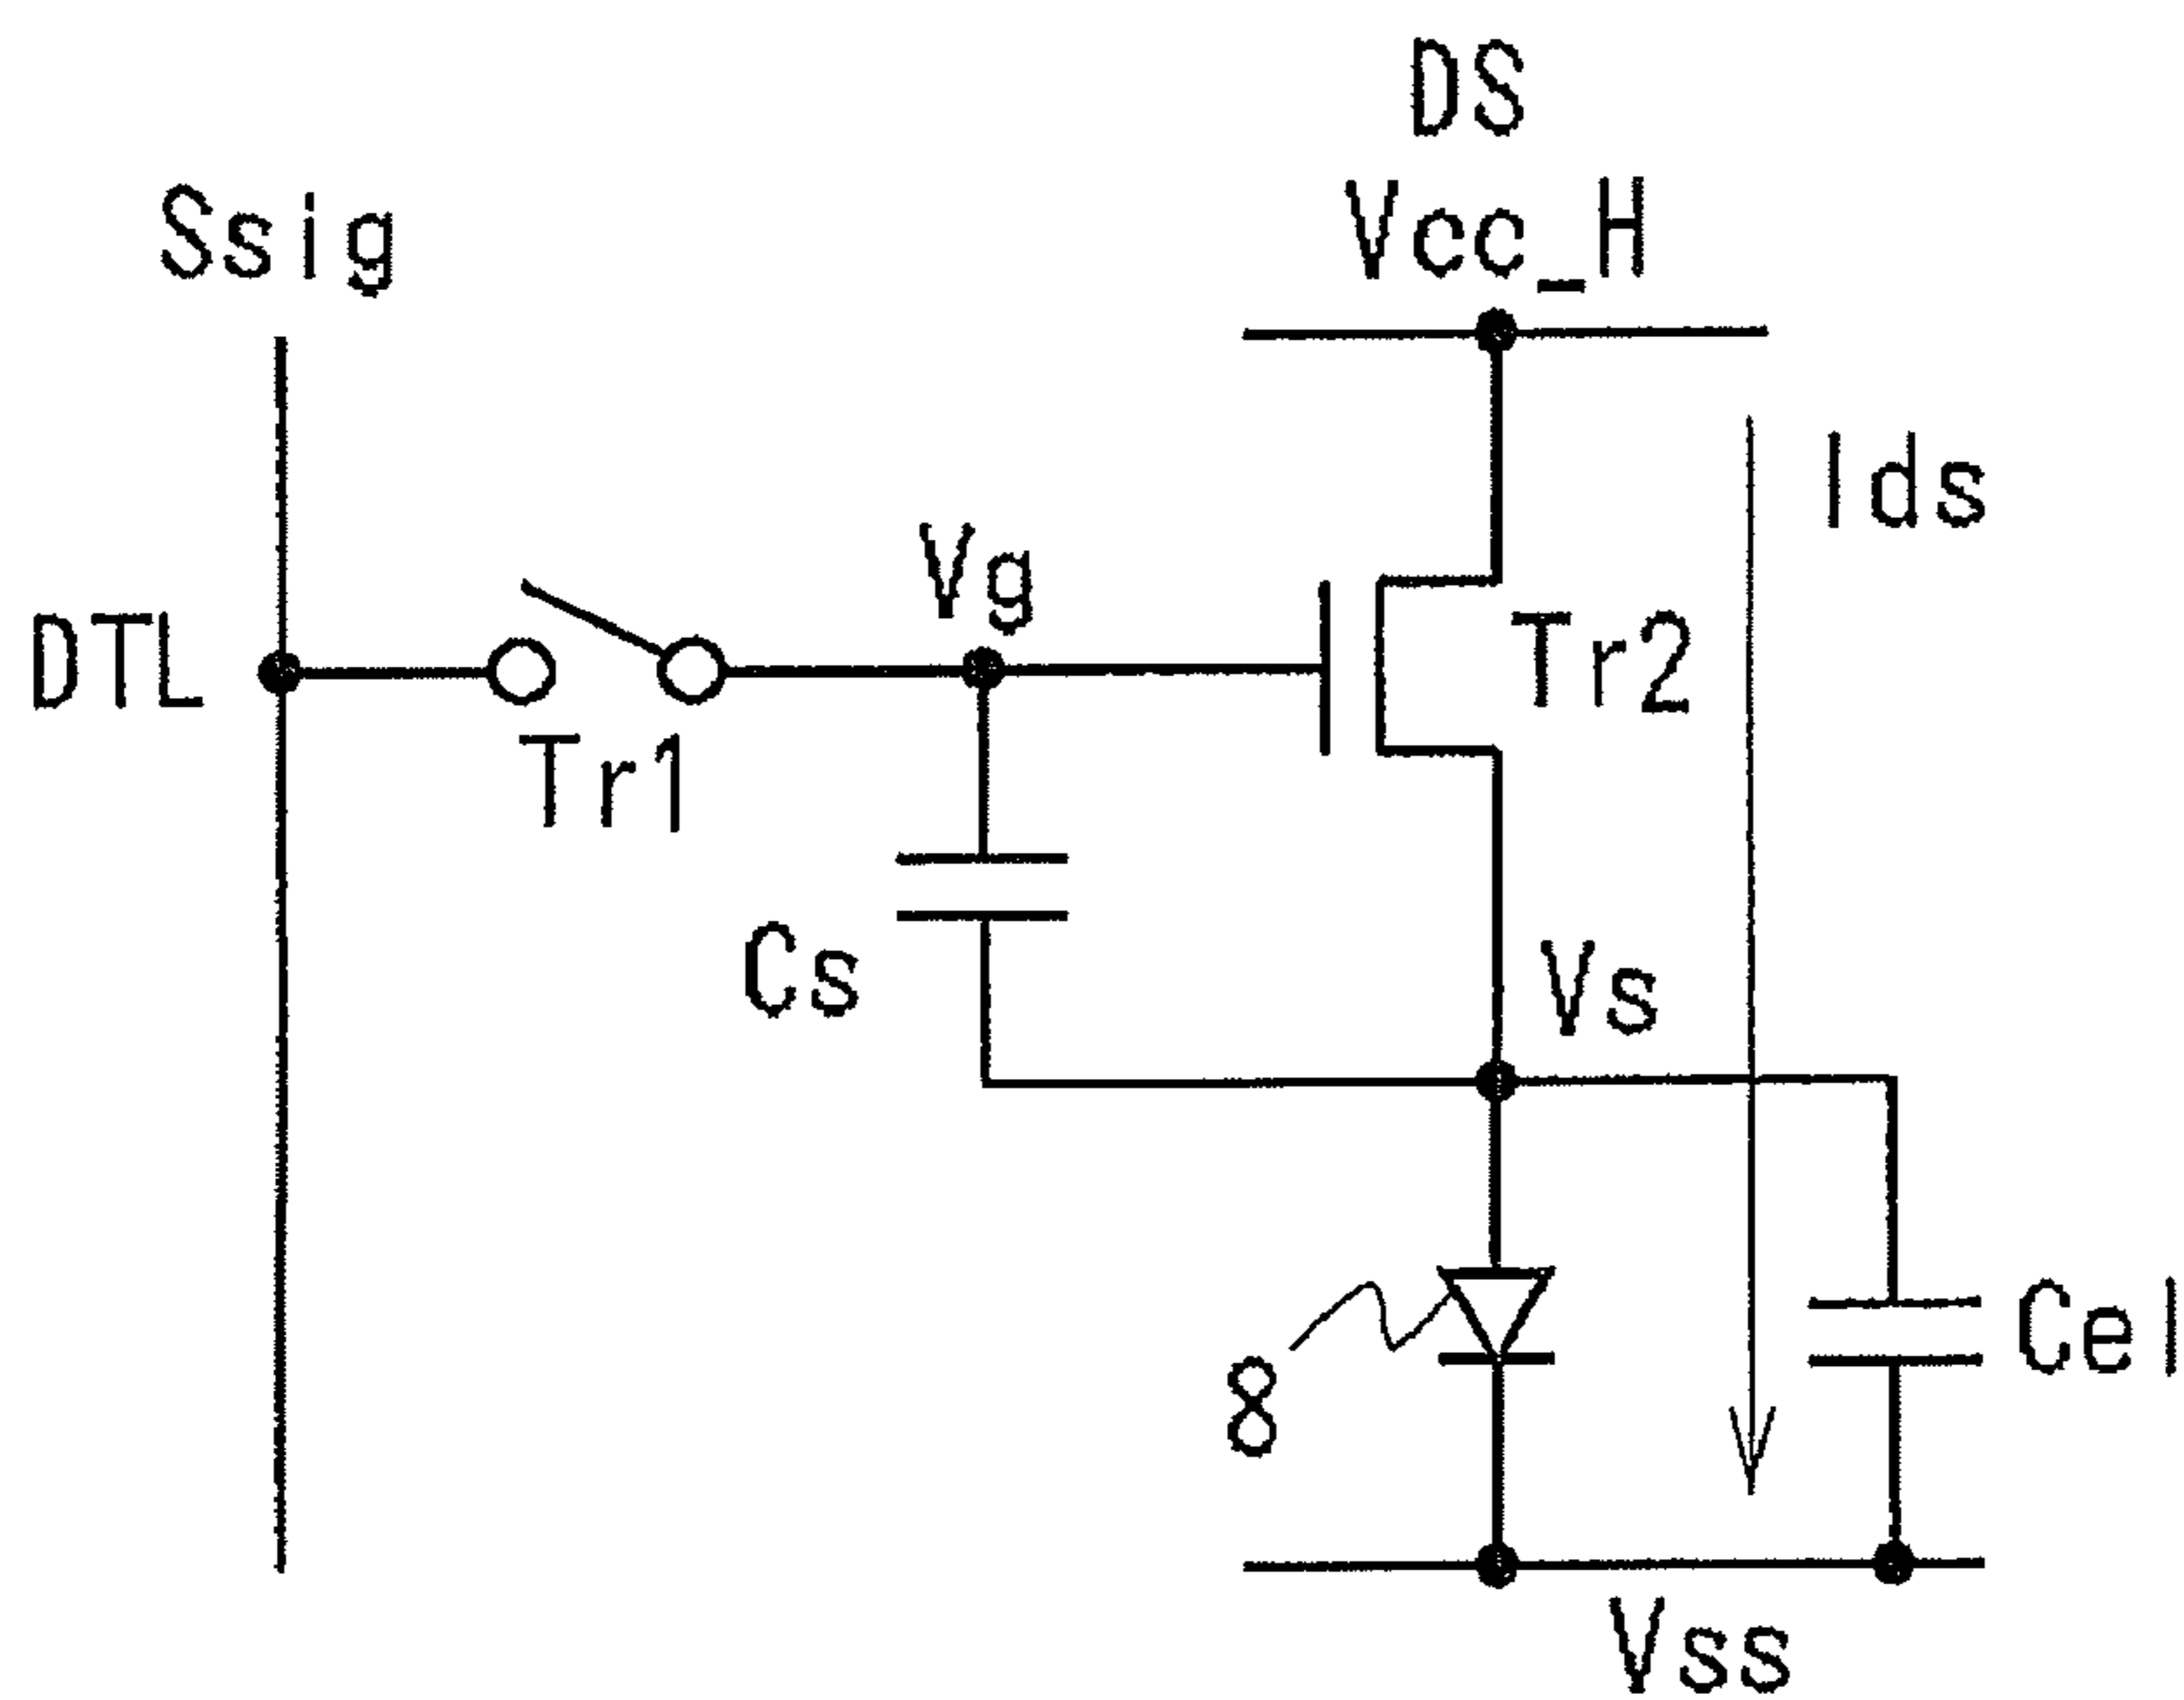 DS
Vcc_H
Ssig
Ids
Vg
DTL
Tr2
Tr1
Cs
Vs
Cel
8
Vss